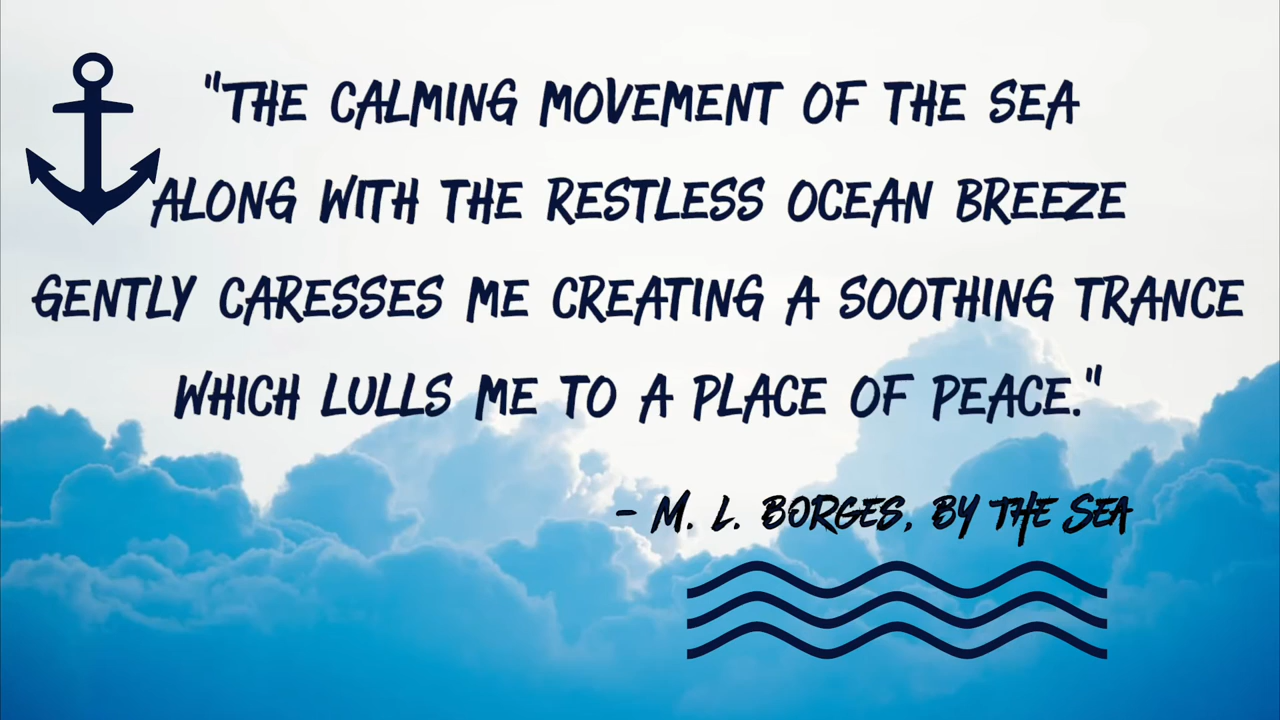 "THE CALMING MOVEMENT OF THE SEA
ALONG WITH THE RESTLESS OCEAN BREEZE
GENTLY CARESSES ME CREATING A SOOTHING TRANCE
WHICH LULLS ME TO A PLACE OF PEACE."
- M. L. BORGES, BY THE SEA